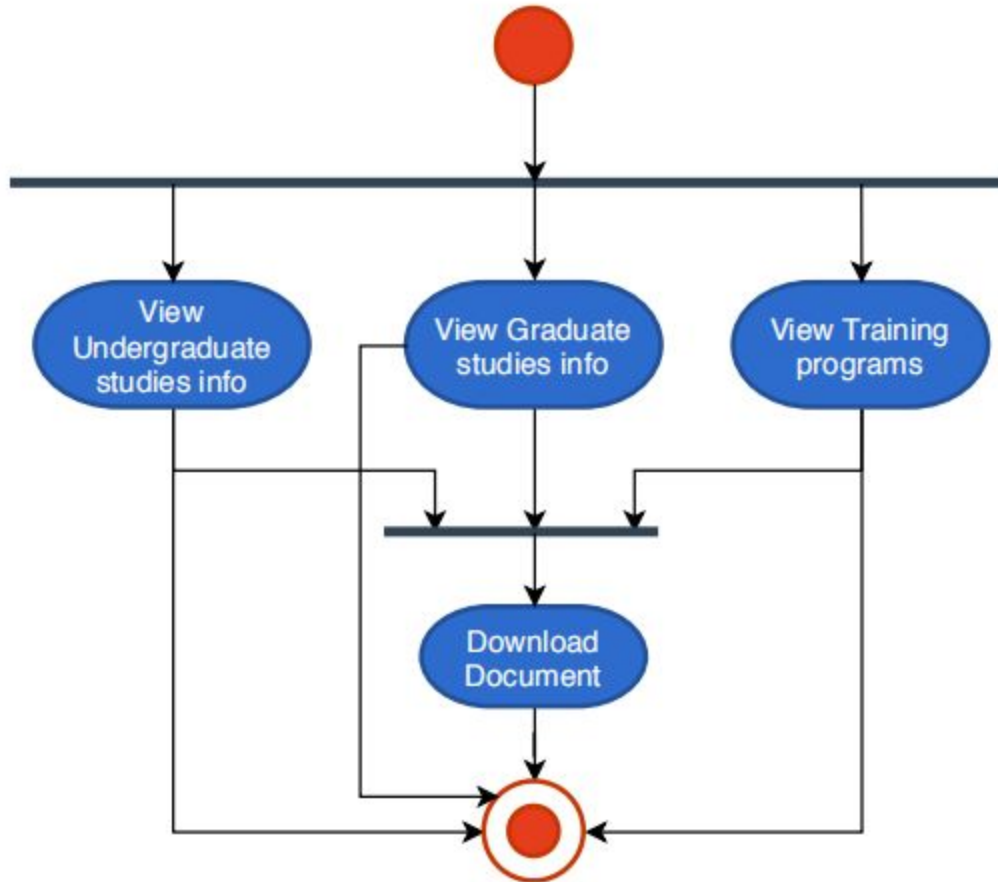 View
Undergraduate
studies info
View Graduate
studies info
View Training
programs
Download
Document